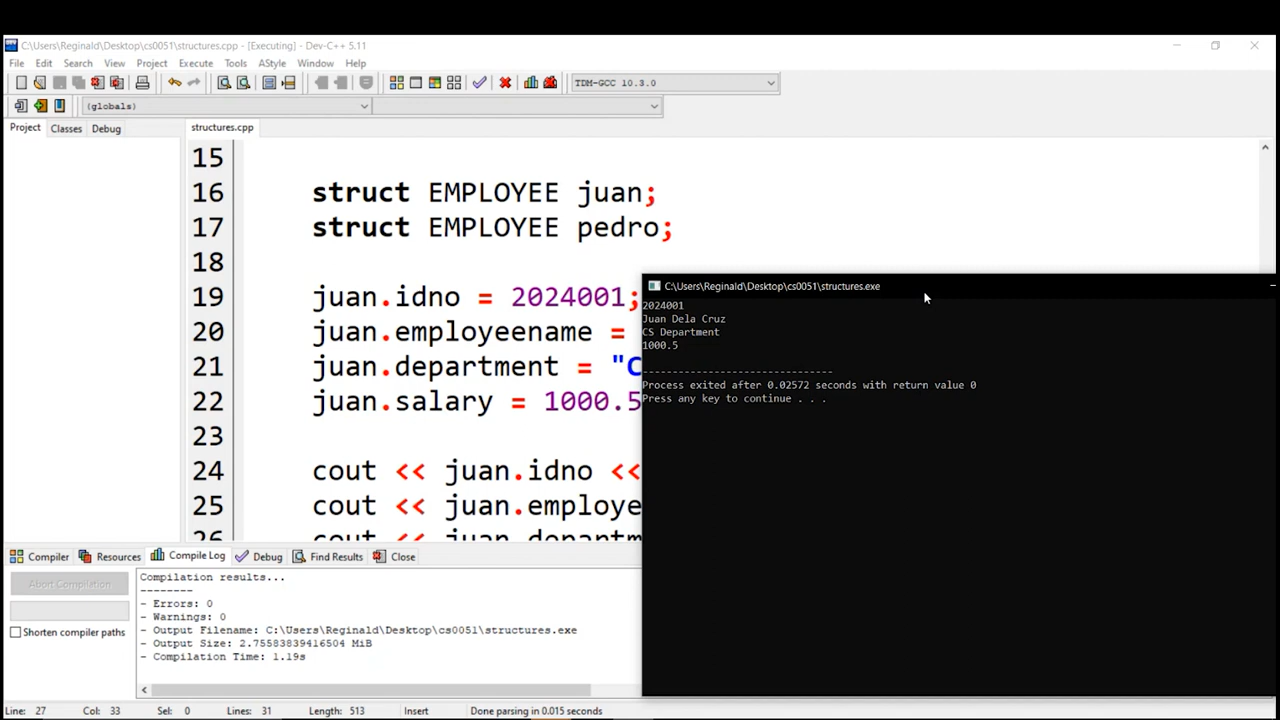 C:\Users\Reginald\Desktop\cs0051\structures.cpp - [Executing] - Dev-C++ 5.11
File Edit Search View Project Execute Tools AStyle Window Help
TDM-GCC 10.3.0
(globals)
Project Classes Debug
structures.cpp
15
16 struct EMPLOYEE juan;
17 struct EMPLOYEE pedro;
18
19 juan.idno = 2024001;
20 juan.employeename =
21 juan.department = "C
22 juan.salary = 1000.5
23
24 cout << juan.idno <<
25 cout << juan.employe
26 cout << juan.departm
C:\Users\Reginald\Desktop\cs0051\structures.exe
2024001
Juan Dela Cruz
CS Department
1000.5
--------------------------------
Process exited after 0.02572 seconds with return value 0
Press any key to continue . . .
Compiler Resources Compile Log Debug Find Results Close
Abort Compilation
Shorten compiler paths
Compilation results...
--------
- Errors: 0
- Warnings: 0
- Output Filename: C:\Users\Reginald\Desktop\cs0051\structures.exe
- Output Size: 2.75583839416504 MiB
- Compilation Time: 1.19s
Line: 27 Col: 33 Sel: 0 Lines: 31 Length: 513 Insert Done parsing in 0.015 seconds